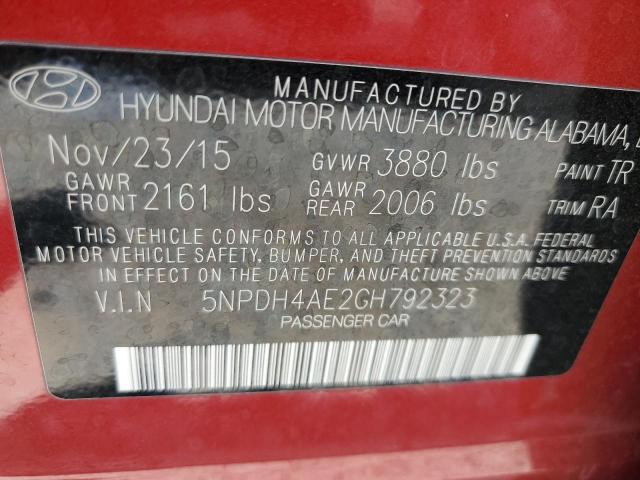 MANUFACTURED BY
HYUNDAI MOTOR MANUFACTURING ALABAMA,
Nov/23/15 GVWR 3880 lbs PAINT TR
GAWR FRONT 2161 lbs GAWR REAR 2006 lbs TRIM RA
THIS VEHICLE CONFORMS TO ALL APPLICABLE U.S.A. FEDERAL
MOTOR VEHICLE SAFETY, BUMPER, AND THEFT PREVENTION STANDARDS
IN EFFECT ON THE DATE OF MANUFACTURE SHOWN ABOVE.
V.I.N 5NPDH4AE2GH792323
PASSENGER CAR